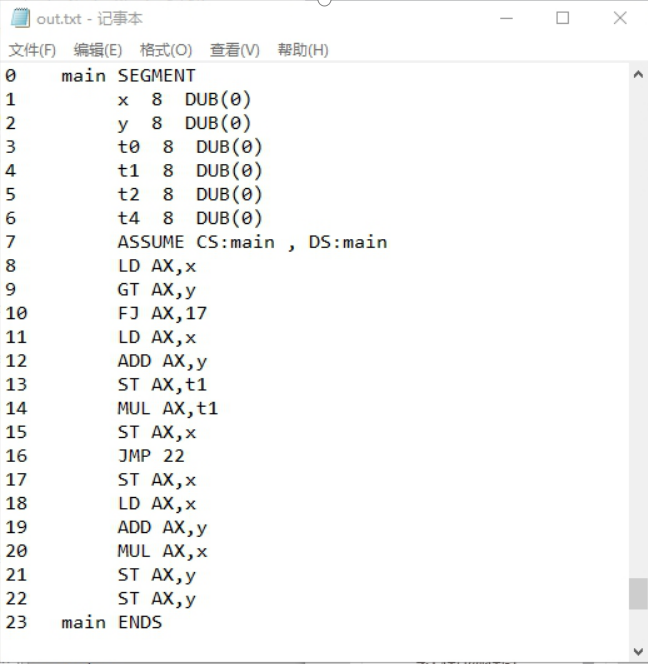 out.txt - 记事本
文件(F) 编辑(E) 格式(O) 查看(V) 帮助(H)
0 main SEGMENT
1 x 8 DUB(0)
2 y 8 DUB(0)
3 t0 8 DUB(0)
4 t1 8 DUB(0)
5 t2 8 DUB(0)
6 t4 8 DUB(0)
7 ASSUME CS:main , DS:main
8 LD AX,x
9 GT AX,y
10 FJ AX,17
11 LD AX,x
12 ADD AX,y
13 ST AX,t1
14 MUL AX,t1
15 ST AX,x
16 JMP 22
17 ST AX,x
18 LD AX,x
19 ADD AX,y
20 MUL AX,x
21 ST AX,y
22 ST AX,y
23 main ENDS